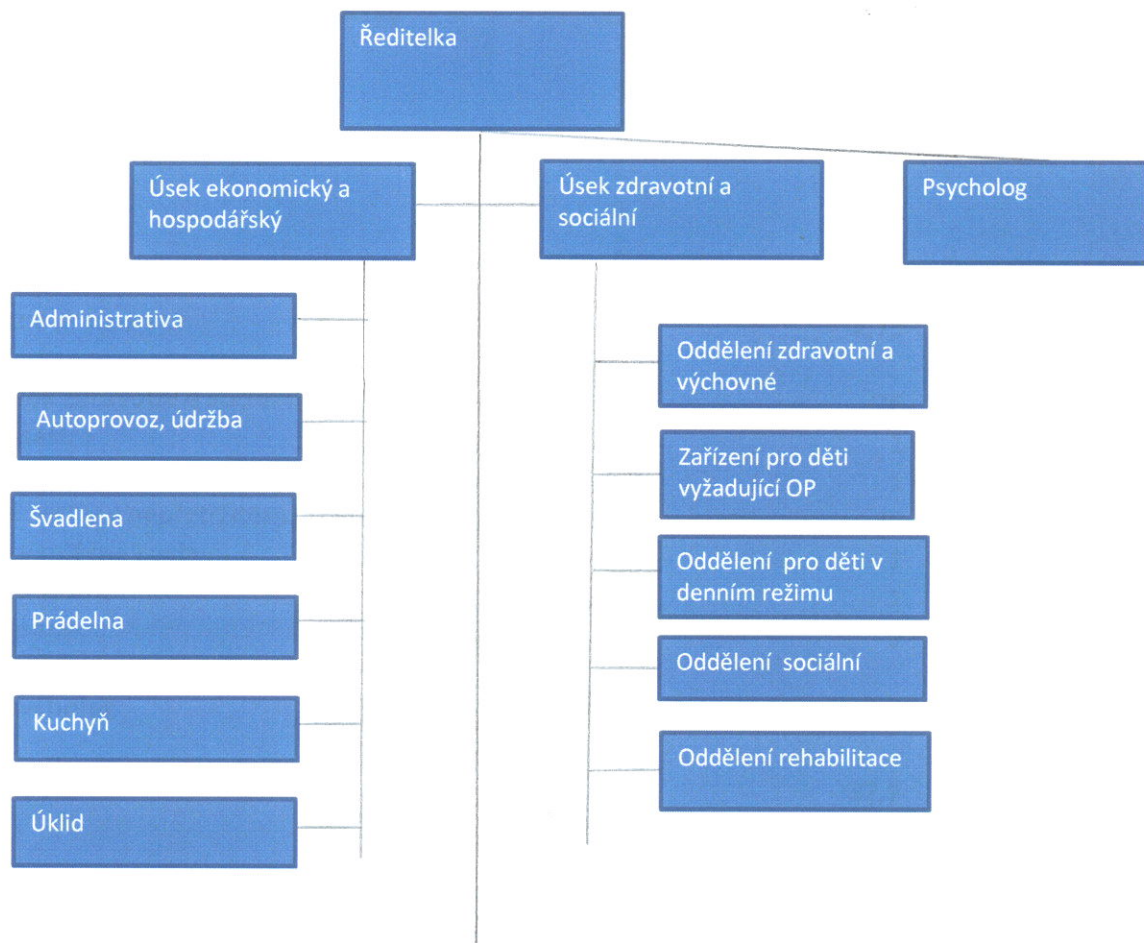 Ředitelka
Úsek ekonomický a
hospodářský
Úsek zdravotní a
sociální
Psycholog
Administrativa
Autoprovoz, údržba
Švadlena
Prádelna
Kuchyň
Úklid
Oddělení zdravotní a
výchovné
Zařízení pro děti
vyžadující OP
Oddělení  pro děti v
denním režimu
Oddělení  sociální
Oddělení rehabilitace